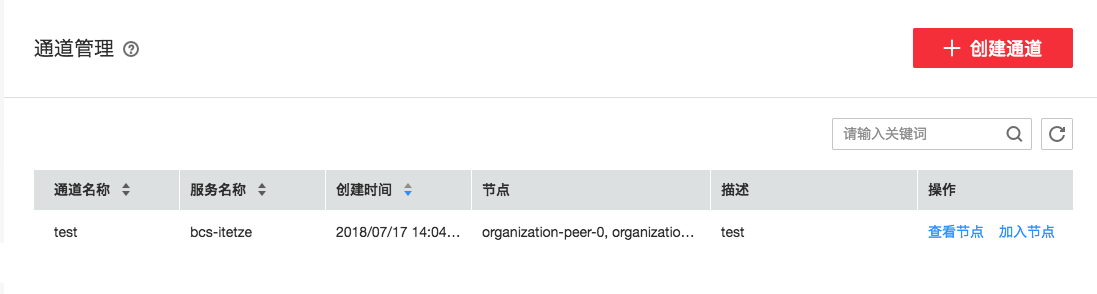 通道管理 ?
+ 创建通道
请输入关键词
通道名称 服务名称 创建时间 节点 描述 操作
test bcs-itetze 2018/07/17 14:04... organization-peer-0, organizatio... test 查看节点 加入节点